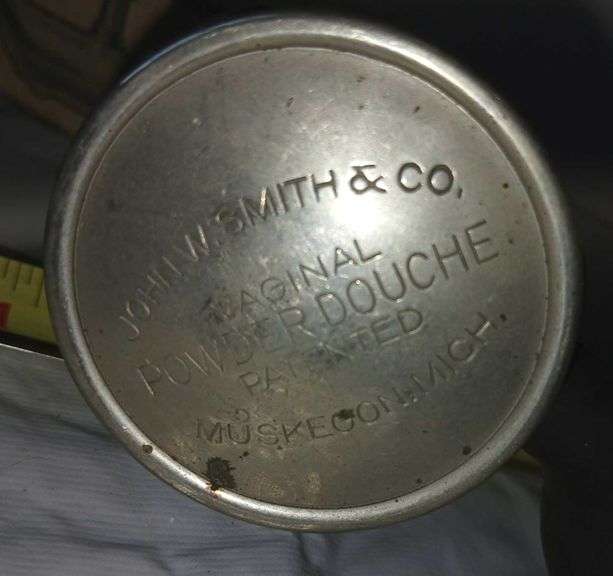 JOHN W. SMITH & CO,
VAGINAL
POWDER DOUCHE
PATENTED
MUSKEGON, MICH.